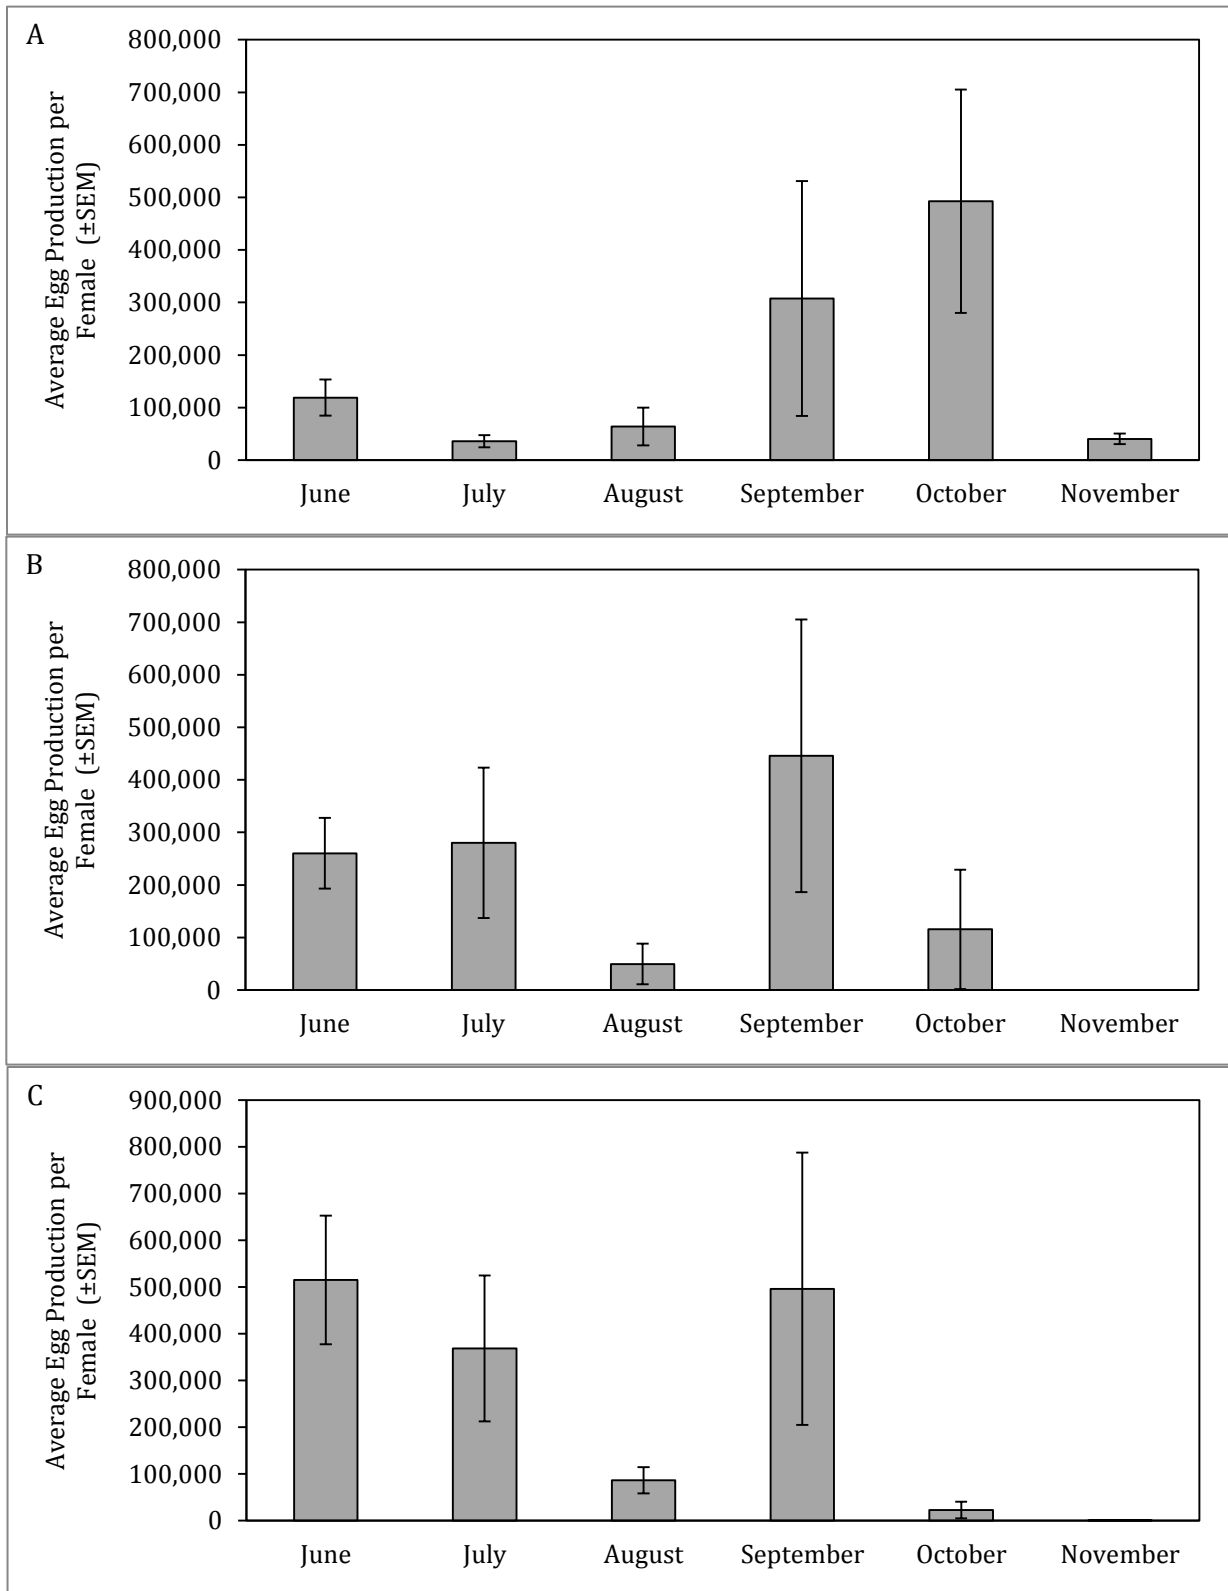 A
Average Egg Production per
Female (±SEM)
800,000
700,000
600,000
500,000
400,000
300,000
200,000
100,000
0
June July August September October November
B
Average Egg Production per
Female (±SEM)
800,000
700,000
600,000
500,000
400,000
300,000
200,000
100,000
0
June July August September October November
C
Average Egg Production per
Female (±SEM)
900,000
800,000
700,000
600,000
500,000
400,000
300,000
200,000
100,000
0
June July August September October November